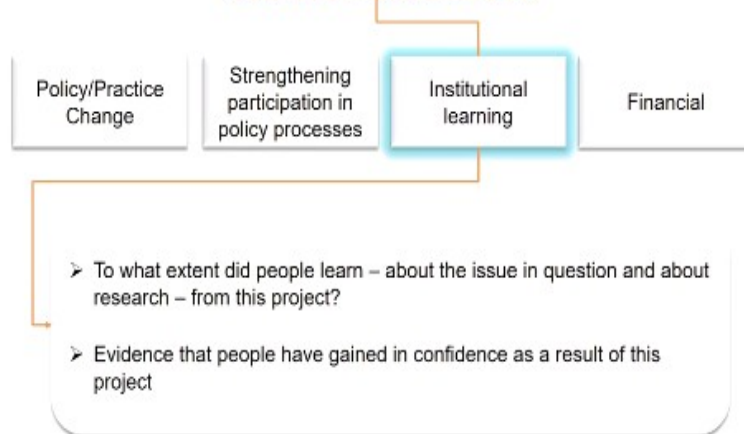 Policy/Practice
Change
Strengthening
participation in
policy processes
Institutional
learning
Financial
➢ To what extent did people learn – about the issue in question and about
research – from this project?
➢ Evidence that people have gained in confidence as a result of this
project